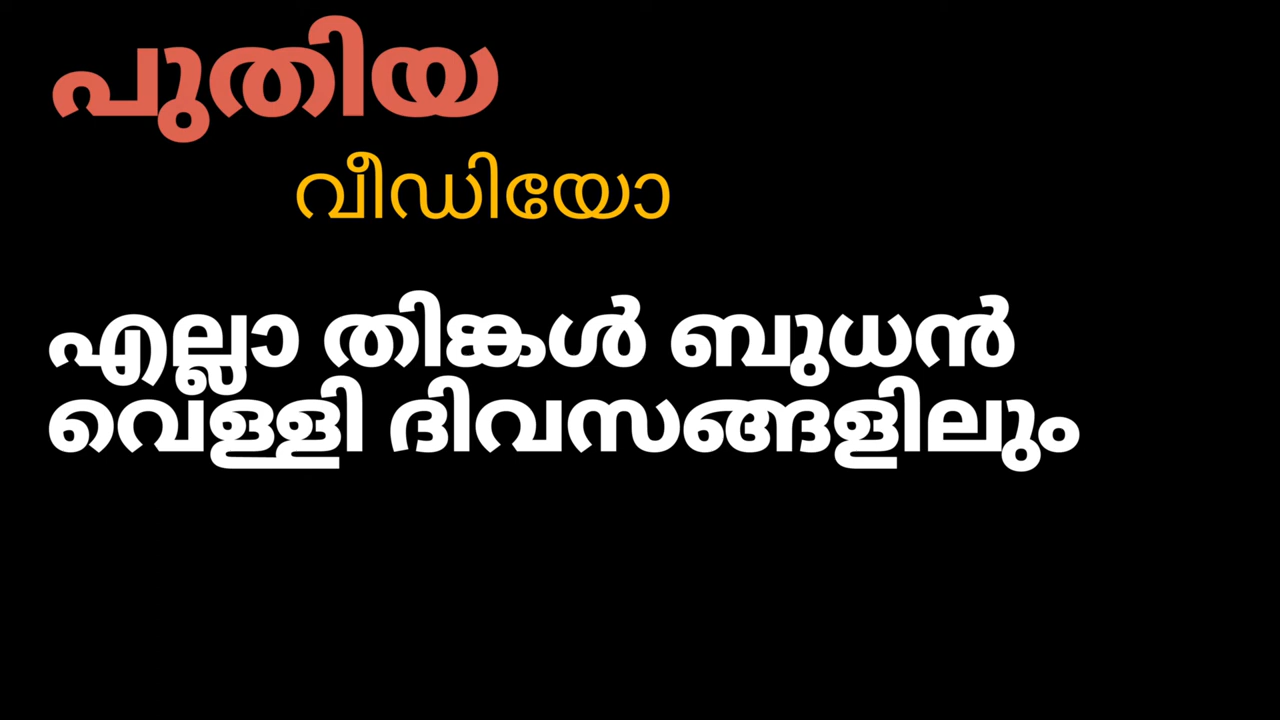 പുതിയ
വീഡിയോ
എല്ലാ തിങ്കൾ ബുധൻ
വെള്ളി ദിവസങ്ങളിലും